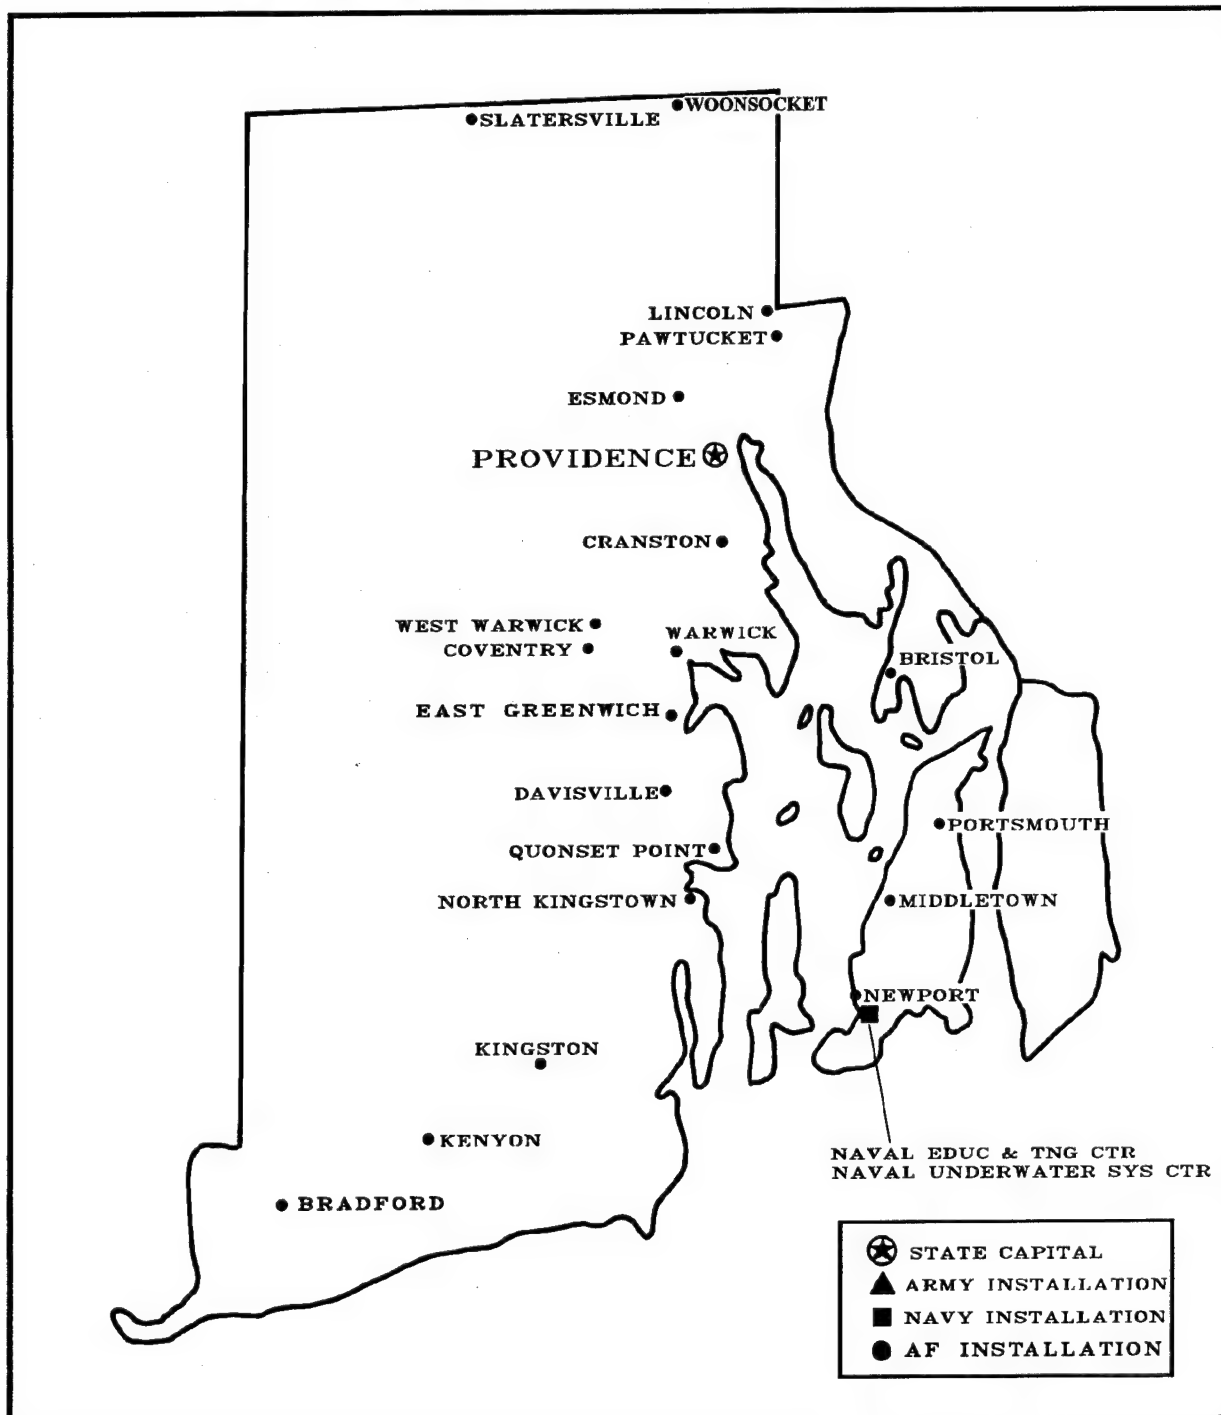 WOONSOCKET
SLATERSVILLE
LINCOLN
PAWTUCKET
ESMOND
PROVIDENCE
CRANSTON
WEST WARWICK
WARWICK
COVENTRY
BRISTOL
EAST GREENWICH
DAVISVILLE
PORTSMOUTH
QUONSET POINT
NORTH KINGSTOWN
MIDDLETOWN
NEWPORT
KINGSTON
KENYON
NAVAL EDUC & TNG CTR
NAVAL UNDERWATER SYS CTR
BRADFORD
STATE CAPITAL
ARMY INSTALLATION
NAVY INSTALLATION
AF INSTALLATION